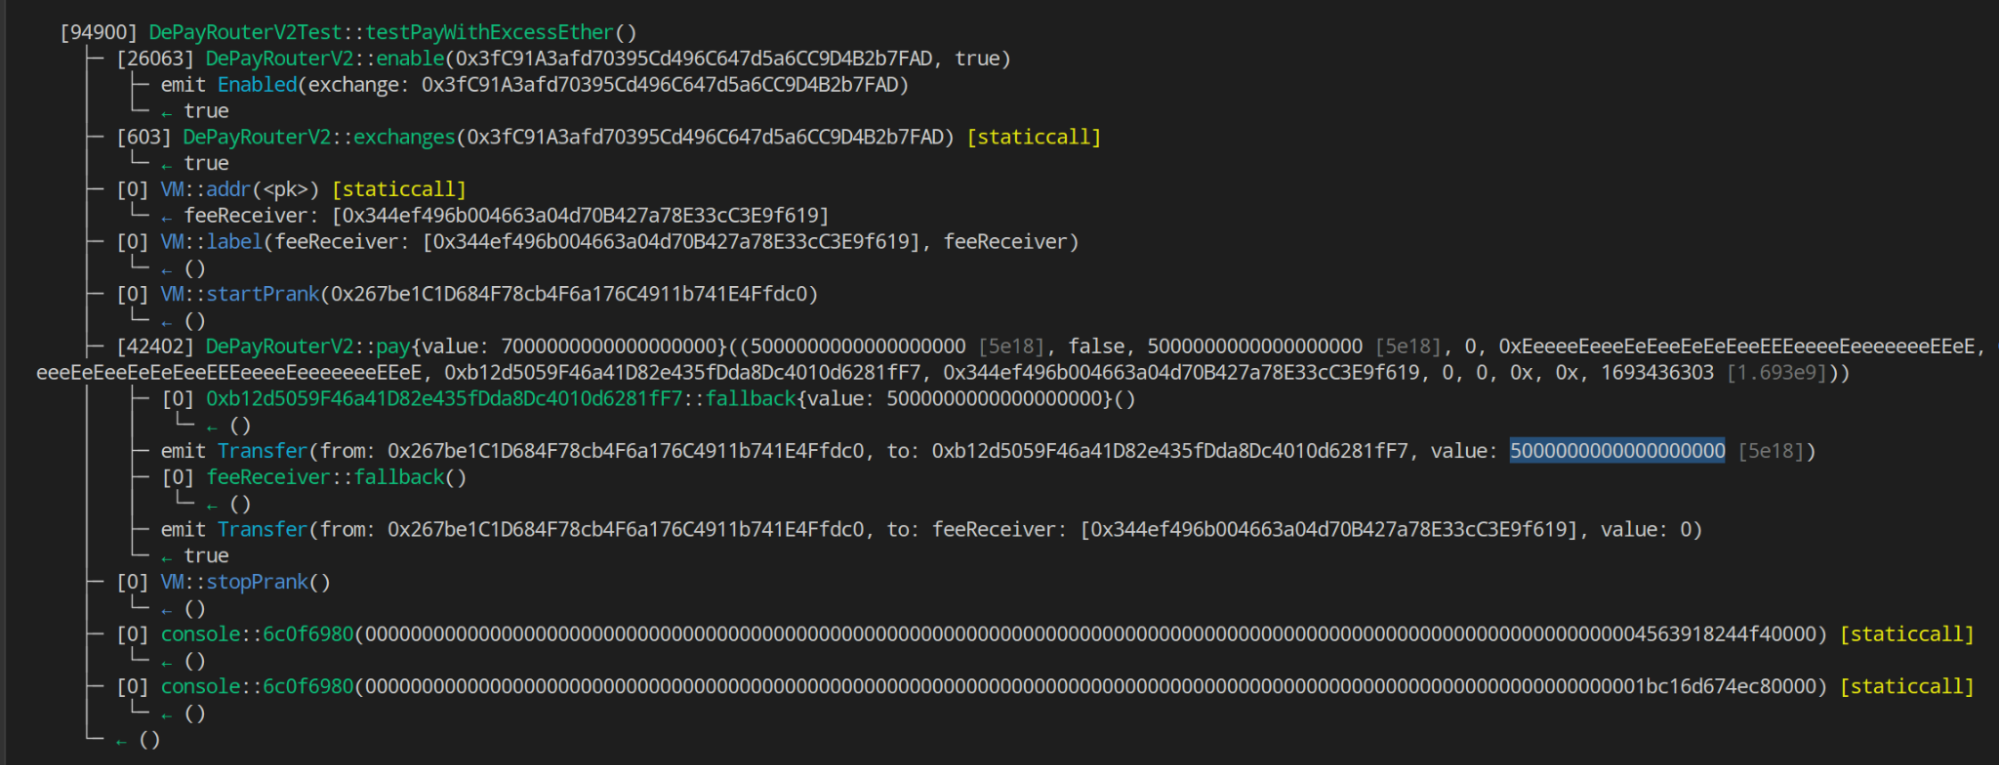 [94900] DePayRouterV2Test::testPayWithExcessEther()
├─ [26063] DePayRouterV2::enable(0x3fC91A3afd70395Cd496C647d5a6CC9D4B2b7FAD, true)
│ ├─ emit Enabled(exchange: 0x3fC91A3afd70395Cd496C647d5a6CC9D4B2b7FAD)
│ └─ ← true
├─ [603] DePayRouterV2::exchanges(0x3fC91A3afd70395Cd496C647d5a6CC9D4B2b7FAD) [staticcall]
│ └─ ← true
├─ [0] VM::addr(<pk>) [staticcall]
│ └─ ← feeReceiver: [0x344ef496b004663a04d70B427a78E33cC3E9f619]
├─ [0] VM::label(feeReceiver: [0x344ef496b004663a04d70B427a78E33cC3E9f619], feeReceiver)
│ └─ ← ()
├─ [0] VM::startPrank(0x267be1C1D684F78cb4F6a176C4911b741E4Ffdc0)
│ └─ ← ()
├─ [42402] DePayRouterV2::pay{value: 7000000000000000000}((5000000000000000000 [5e18], false, 5000000000000000000 [5e18], 0, 0xEeeeeEeeeEeEeeEeEeEeeEEEeeeeEeeeeeeeEEeE,
eeeEeEeeEeEeEeeEEEeeeeEeeeeeeeEEeE, 0xb12d5059F46a41D82e435fDda8Dc4010d6281fF7, 0x344ef496b004663a04d70B427a78E33cC3E9f619, 0, 0, 0x, 0x, 1693436303 [1.693e9]))
│ ├─ [0] 0xb12d5059F46a41D82e435fDda8Dc4010d6281fF7::fallback{value: 5000000000000000000}()
│ │ └─ ← ()
│ ├─ emit Transfer(from: 0x267be1C1D684F78cb4F6a176C4911b741E4Ffdc0, to: 0xb12d5059F46a41D82e435fDda8Dc4010d6281fF7, value: 5000000000000000000 [5e18])
│ ├─ [0] feeReceiver::fallback()
│ │ └─ ← ()
│ ├─ emit Transfer(from: 0x267be1C1D684F78cb4F6a176C4911b741E4Ffdc0, to: feeReceiver: [0x344ef496b004663a04d70B427a78E33cC3E9f619], value: 0)
│ └─ ← true
├─ [0] VM::stopPrank()
│ └─ ← ()
├─ [0] console::6c0f6980(00000000000000000000000000000000000000000000000000000000000000000000000000000000000000000000000000000000000000004563918244f40000) [staticcall]
│ └─ ← ()
├─ [0] console::6c0f6980(00000000000000000000000000000000000000000000000000000000000000000000000000000000000000000000000000000000000000001bc16d674ec80000) [staticcall]
│ └─ ← ()
└─ ← ()